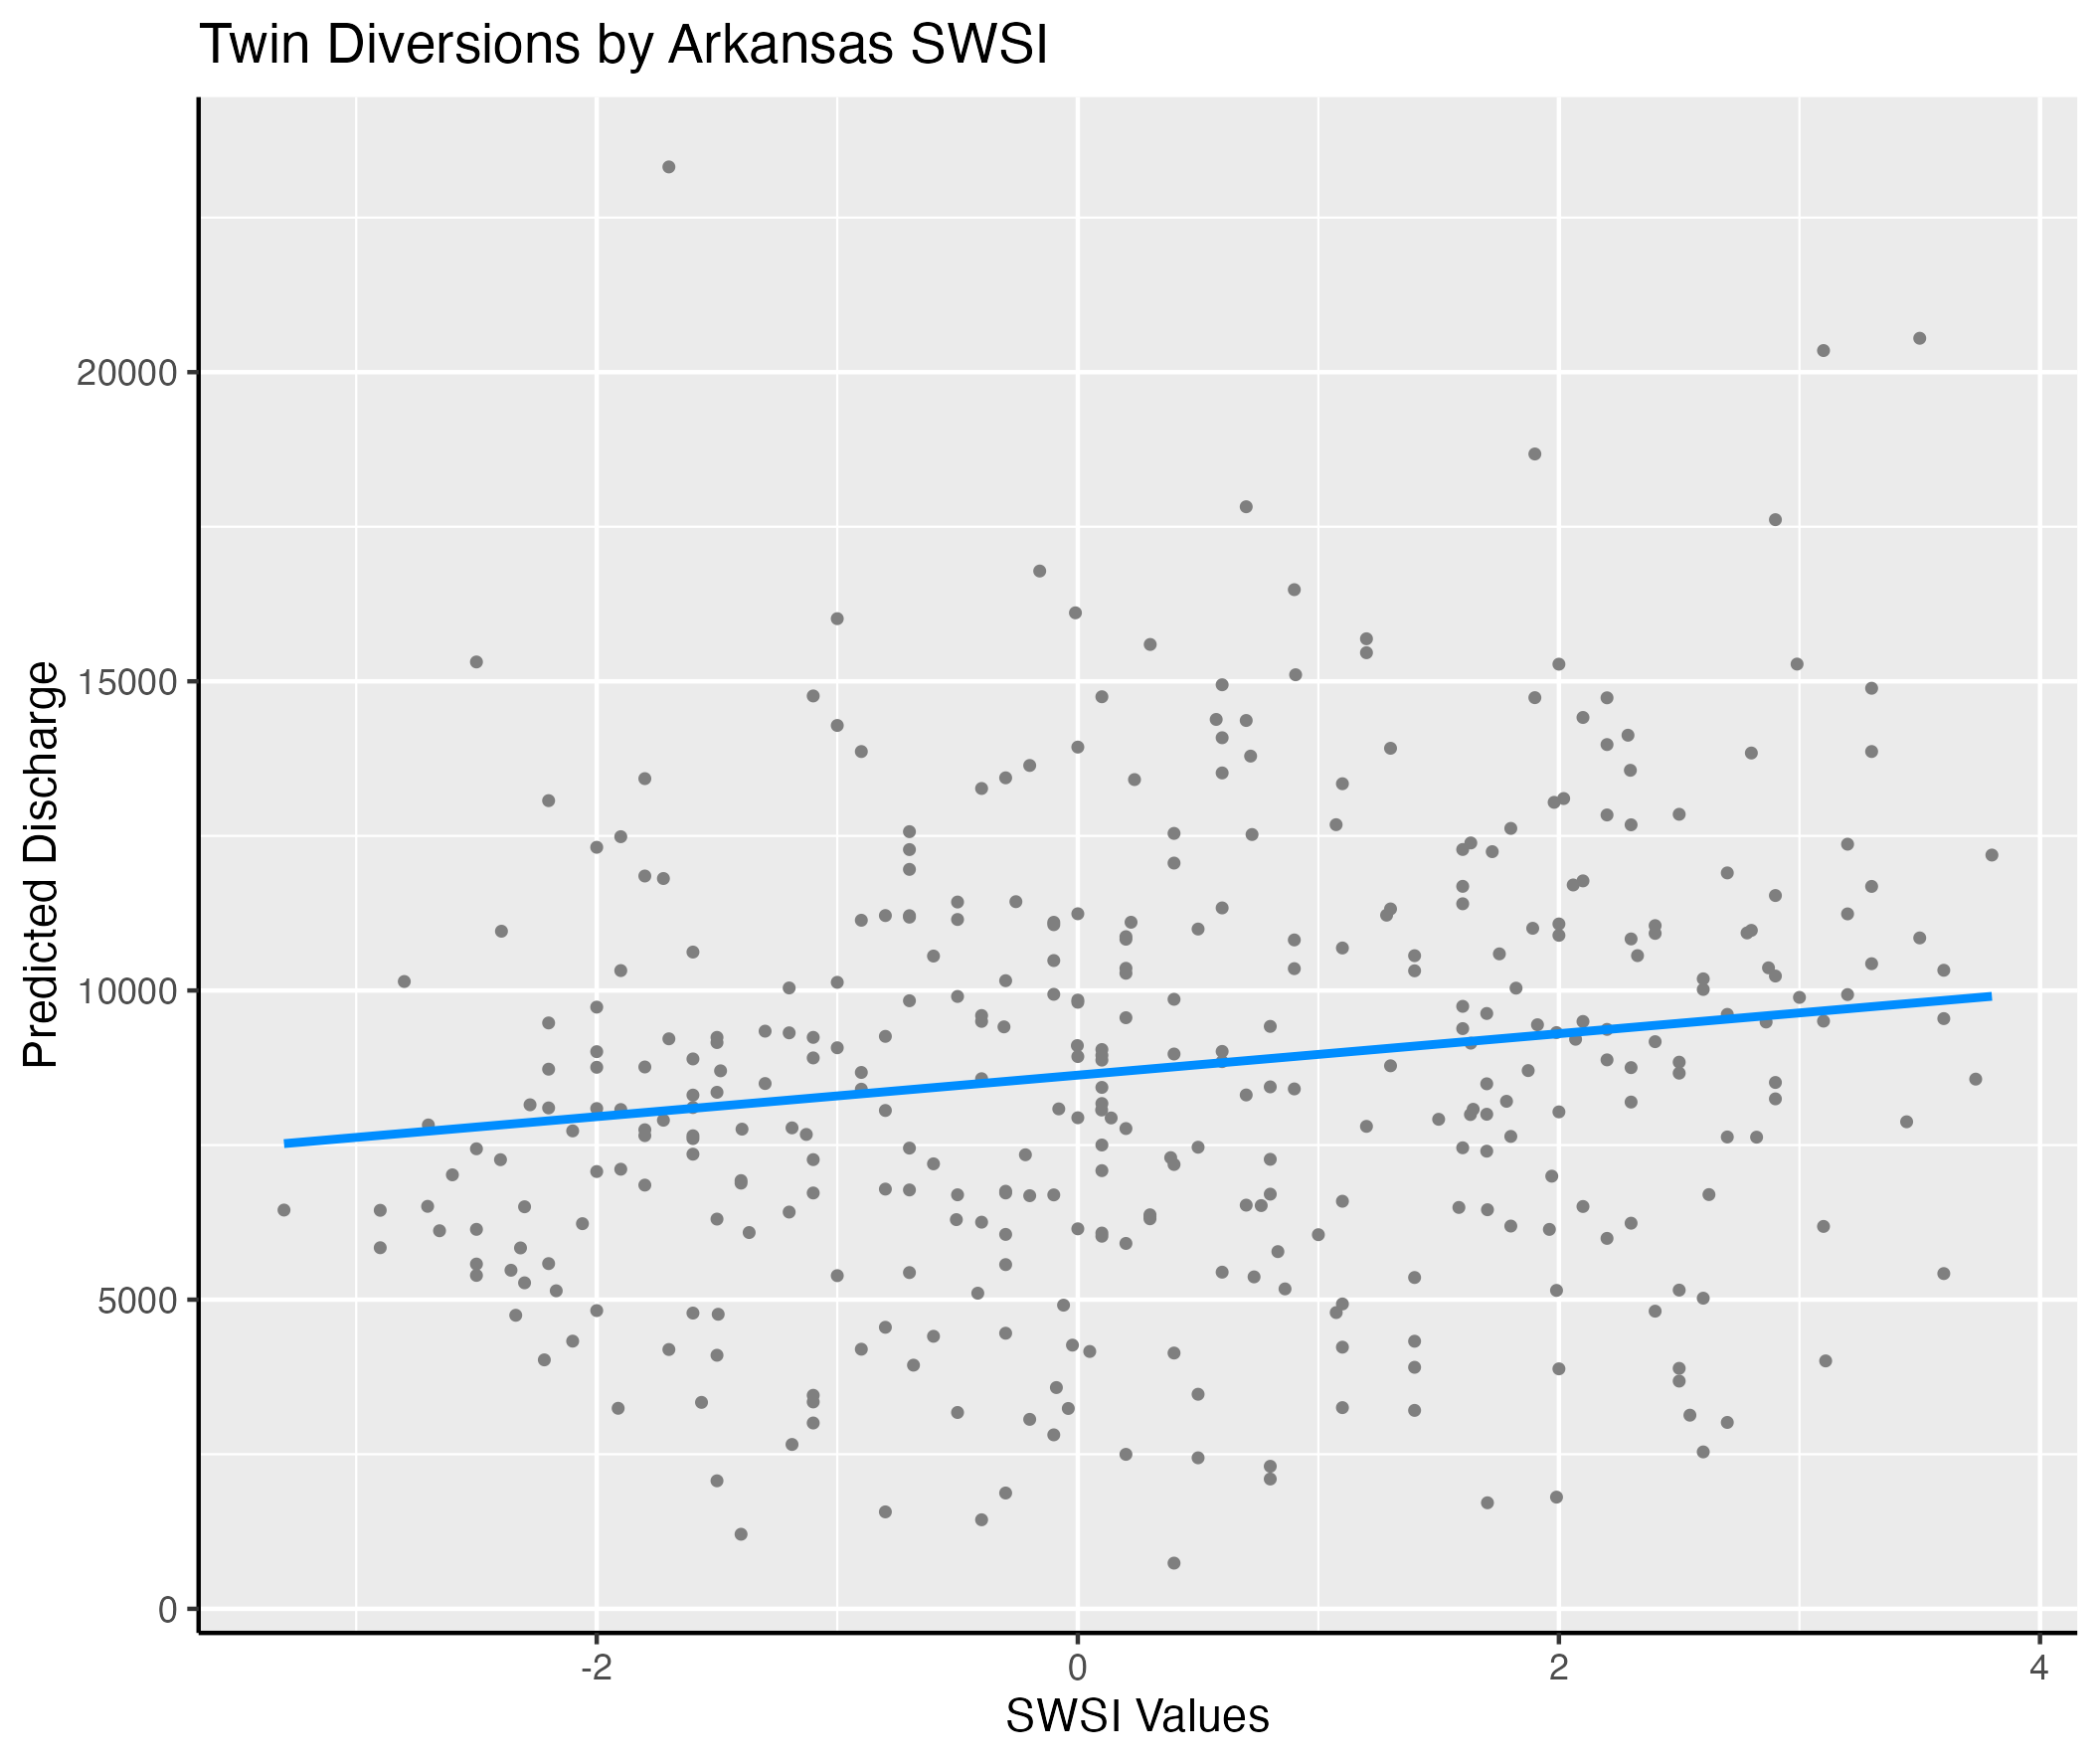 Twin Diversions by Arkansas SWSI
Predicted Discharge
20000
15000
10000
5000
0
-2 0 2 4
SWSI Values